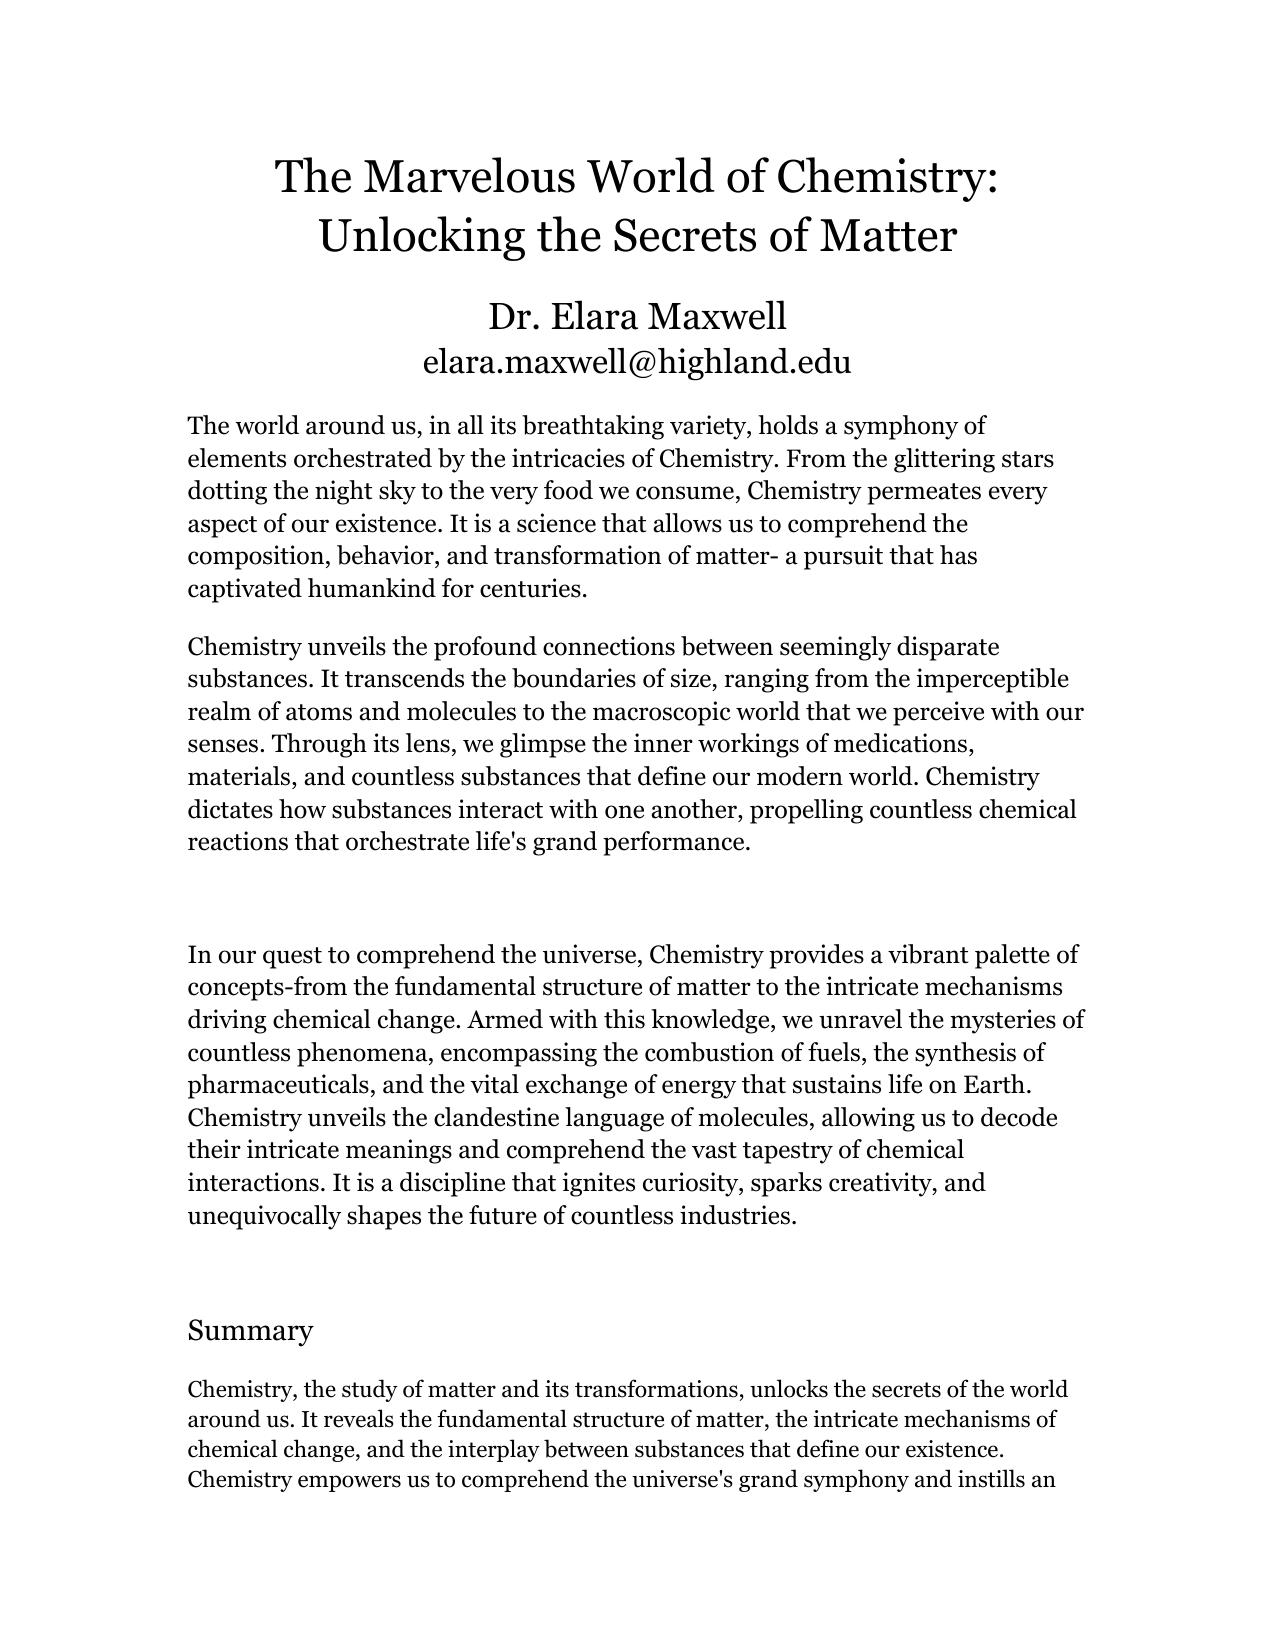 The Marvelous World of Chemistry:
Unlocking the Secrets of Matter
Dr. Elara Maxwell
elara.maxwell@highland.edu
The world around us, in all its breathtaking variety, holds a symphony of
elements orchestrated by the intricacies of Chemistry. From the glittering stars
dotting the night sky to the very food we consume, Chemistry permeates every
aspect of our existence. It is a science that allows us to comprehend the
composition, behavior, and transformation of matter- a pursuit that has
captivated humankind for centuries.
Chemistry unveils the profound connections between seemingly disparate
substances. It transcends the boundaries of size, ranging from the imperceptible
realm of atoms and molecules to the macroscopic world that we perceive with our
senses. Through its lens, we glimpse the inner workings of medications,
materials, and countless substances that define our modern world. Chemistry
dictates how substances interact with one another, propelling countless chemical
reactions that orchestrate life's grand performance.
In our quest to comprehend the universe, Chemistry provides a vibrant palette of
concepts-from the fundamental structure of matter to the intricate mechanisms
driving chemical change. Armed with this knowledge, we unravel the mysteries of
countless phenomena, encompassing the combustion of fuels, the synthesis of
pharmaceuticals, and the vital exchange of energy that sustains life on Earth.
Chemistry unveils the clandestine language of molecules, allowing us to decode
their intricate meanings and comprehend the vast tapestry of chemical
interactions. It is a discipline that ignites curiosity, sparks creativity, and
unequivocally shapes the future of countless industries.
Summary
Chemistry, the study of matter and its transformations, unlocks the secrets of the world
around us. It reveals the fundamental structure of matter, the intricate mechanisms of
chemical change, and the interplay between substances that define our existence.
Chemistry empowers us to comprehend the universe's grand symphony and instills an